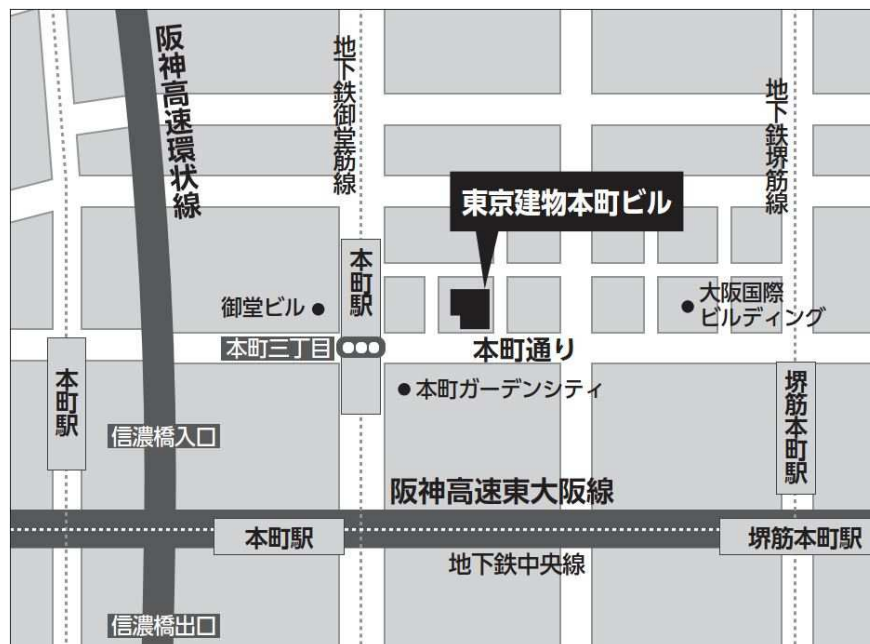 阪神高速環状線
地下鉄御堂筋線
地下鉄堺筋線
東京建物本町ビル
本町駅
御堂ビル
大阪国際
ビルディング
本町三丁目
本町通り
本町駅
本町ガーデンシティ
堺筋本町駅
信濃橋入口
阪神高速東大阪線
本町駅
堺筋本町駅
地下鉄中央線
信濃橋出口